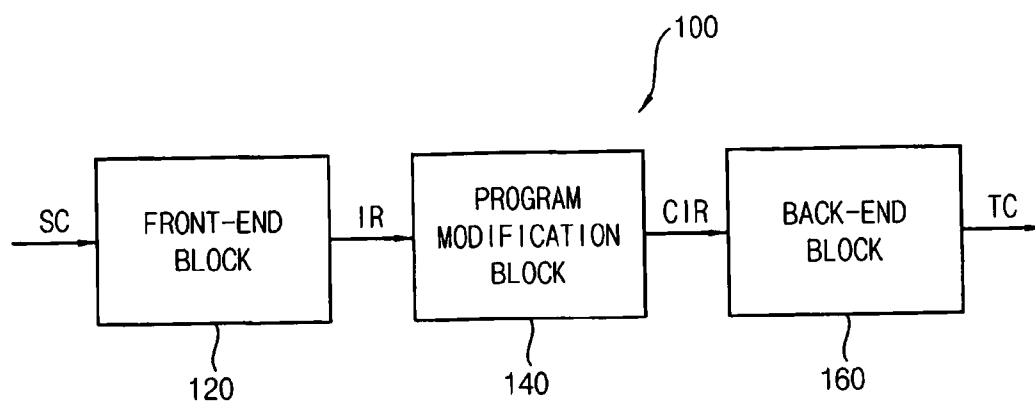 100
SC
FRONT-END
BLOCK
IR
PROGRAM
MODIFICATION
BLOCK
CIR
BACK-END
BLOCK
TC
120
140
160